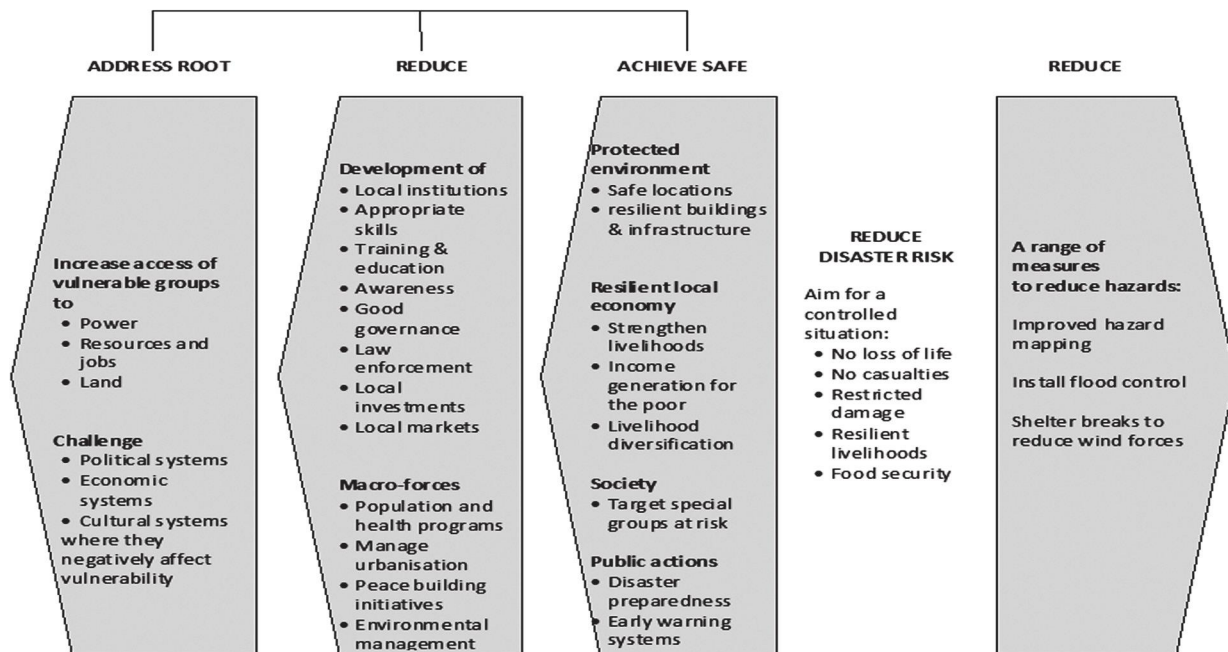 ADDRESS ROOT
Increase access of
vulnerable groups
to
• Power
• Resources and
jobs
• Land
Challenge
• Political systems
• Economic
systems
• Cultural systems
where they
negatively affect
vulnerability
REDUCE
Development of
• Local institutions
• Appropriate
skills
• Training &
education
• Awareness
• Good
governance
• Law
enforcement
• Local
investments
• Local markets
Macro-forces
• Population and
health programs
• Manage
urbanisation
• Peace building
initiatives
• Environmental
management
ACHIEVE SAFE
Protected
environment
• Safe locations
• resilient buildings
& infrastructure
Resilient local
economy
• Strengthen
livelihoods
• Income
generation for
the poor
• Livelihood
diversification
Society
• Target special
groups at risk
Public actions
• Disaster
preparedness
• Early warning
systems
REDUCE
DISASTER RISK
Aim for a
controlled
situation:
• No loss of life
• No casualties
• Restricted
damage
• Resilient
livelihoods
• Food security
REDUCE
A range of
measures
to reduce hazards:
Improved hazard
mapping
Install flood control
Shelter breaks to
reduce wind forces